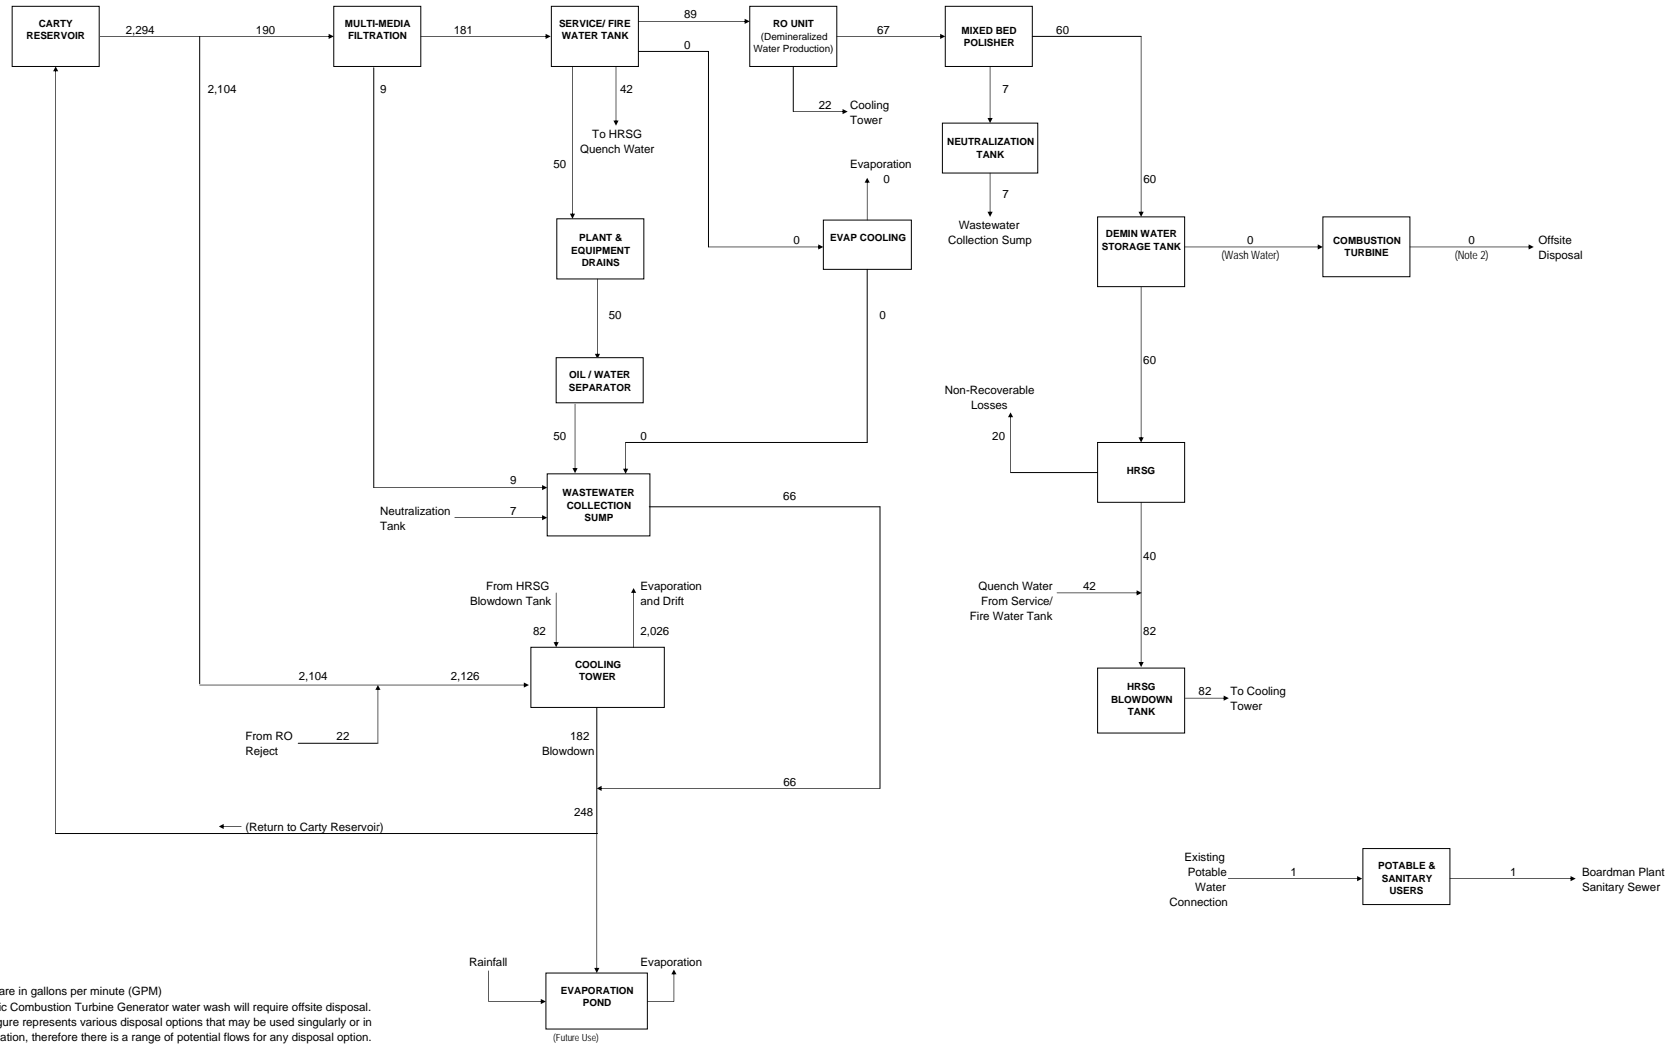 CARTY
RESERVOIR
2,294
190
MULTI-MEDIA
FILTRATION
181
SERVICE/ FIRE
WATER TANK
89
0
RO UNIT
(Demineralized
Water Production)
67
MIXED BED
POLISHER
60
2,104
9
42
To HRSG
Quench Water
22
Cooling
Tower
7
NEUTRALIZATION
TANK
7
Wastewater
Collection Sump
50
Evaporation
0
60
PLANT &
EQUIPMENT
DRAINS
0
EVAP COOLING
DEMIN WATER
STORAGE TANK
0
(Wash Water)
COMBUSTION
TURBINE
0
(Note 2)
Offsite
Disposal
50
0
OIL / WATER
SEPARATOR
60
Non-Recoverable
Losses
20
50
0
HRSG
9
Neutralization
Tank
7
WASTEWATER
COLLECTION
SUMP
66
40
Quench Water
From Service/
Fire Water Tank
42
82
From HRSG
Blowdown Tank
82
Evaporation
and Drift
2,026
2,104
2,126
COOLING
TOWER
HRSG
BLOWDOWN
TANK
82
To Cooling
Tower
From RO
Reject
22
182
Blowdown
66
248
(Return to Carty Reservoir)
Existing
Potable
Water
Connection
1
POTABLE &
SANITARY
USERS
1
Boardman Plant
Sanitary Sewer
Rainfall
Evaporation
EVAPORATION
POND
(Future Use)
are in gallons per minute (GPM)
ic Combustion Turbine Generator water wash will require offsite disposal.
gure represents various disposal options that may be used singularly or in
ation, therefore there is a range of potential flows for any disposal option.